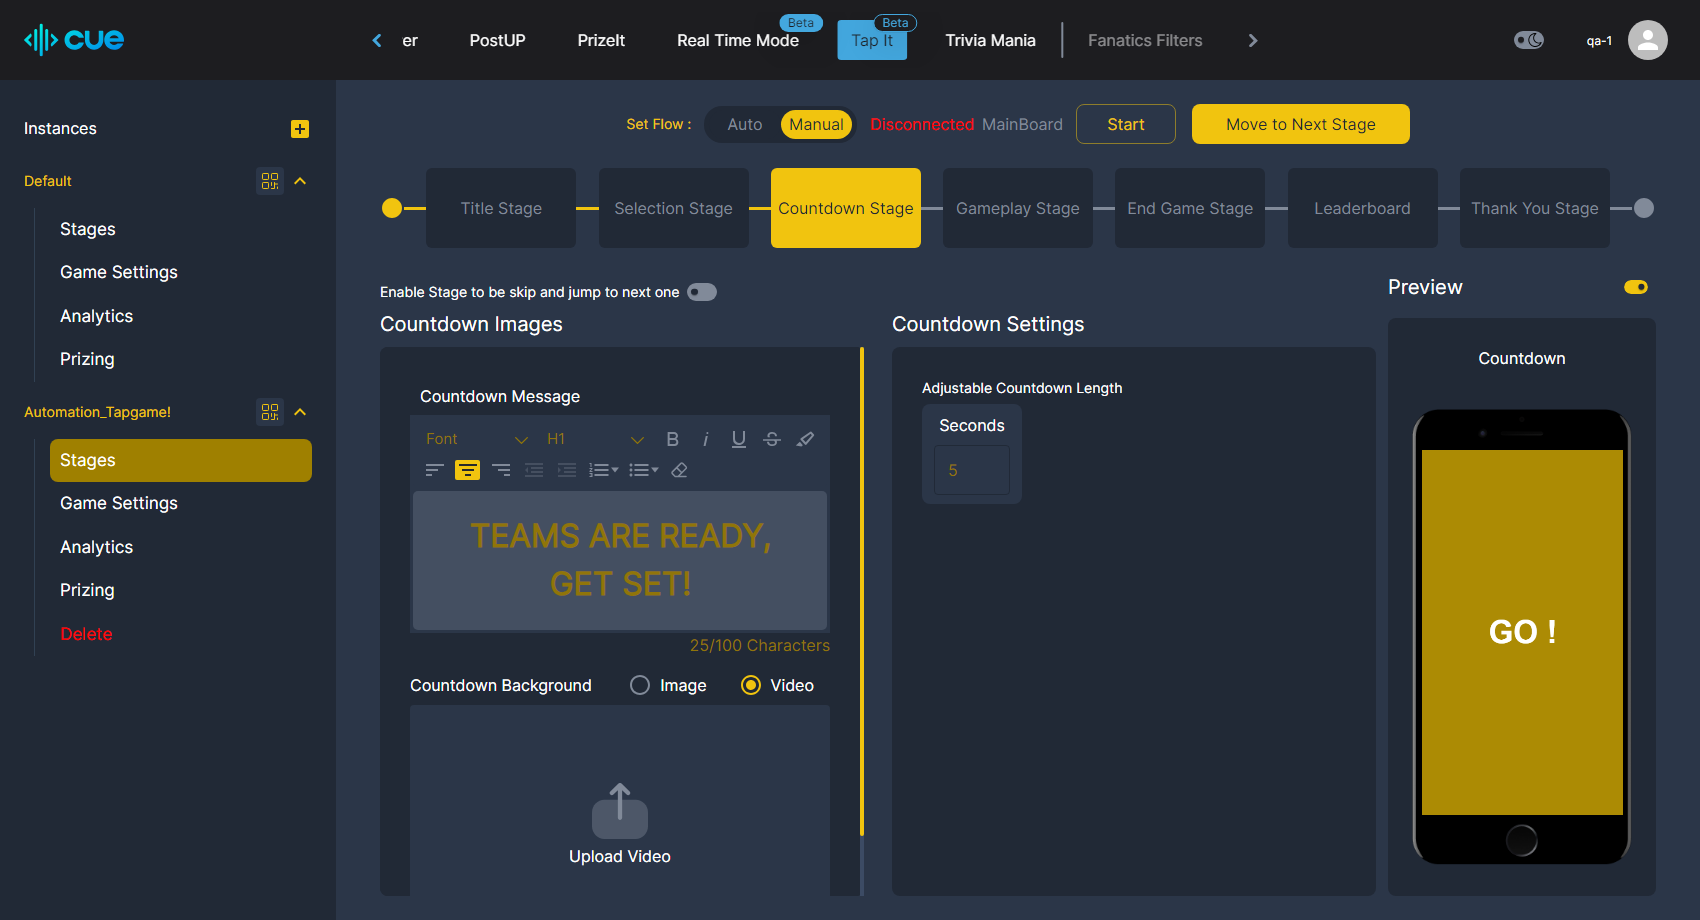 cue
er
PostUP
PrizeIt
Real Time Mode
Beta
Tap It
Beta
Trivia Mania
Fanatics Filters
qa-1
Instances
Default
Stages
Game Settings
Analytics
Prizing
Automation_Tapgame!
Stages
Game Settings
Analytics
Prizing
Delete
Set Flow :
Auto
Manual
Disconnected MainBoard
Start
Move to Next Stage
Title Stage
Selection Stage
Countdown Stage
Gameplay Stage
End Game Stage
Leaderboard
Thank You Stage
Enable Stage to be skip and jump to next one
Countdown Images
Countdown Message
Font
H1
B i U S
TEAMS ARE READY,
GET SET!
25/100 Characters
Countdown Background
Image
Video
Upload Video
Countdown Settings
Adjustable Countdown Length
Seconds
5
Preview
Countdown
GO !